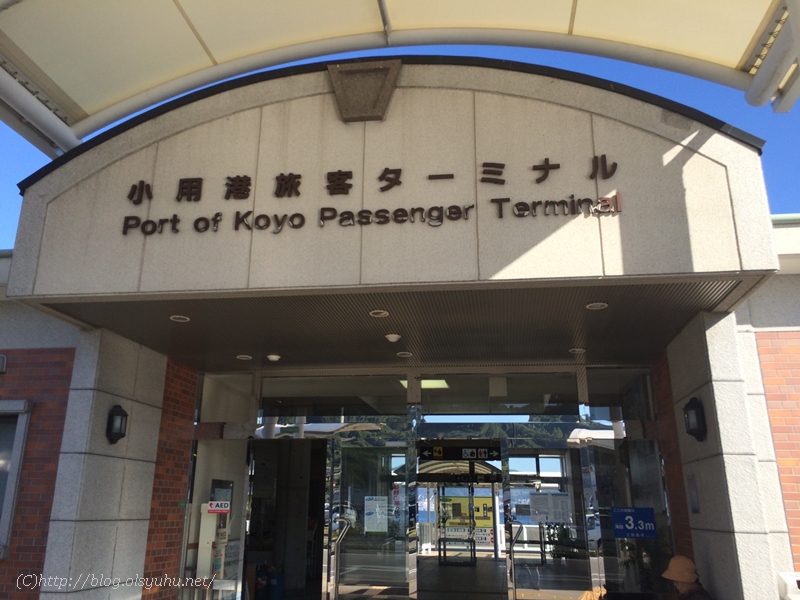 小用港旅客ターミナル
Port of Koyo Passenger Terminal
AED
3.3m
(C)http://blog.olsyuhu.net/